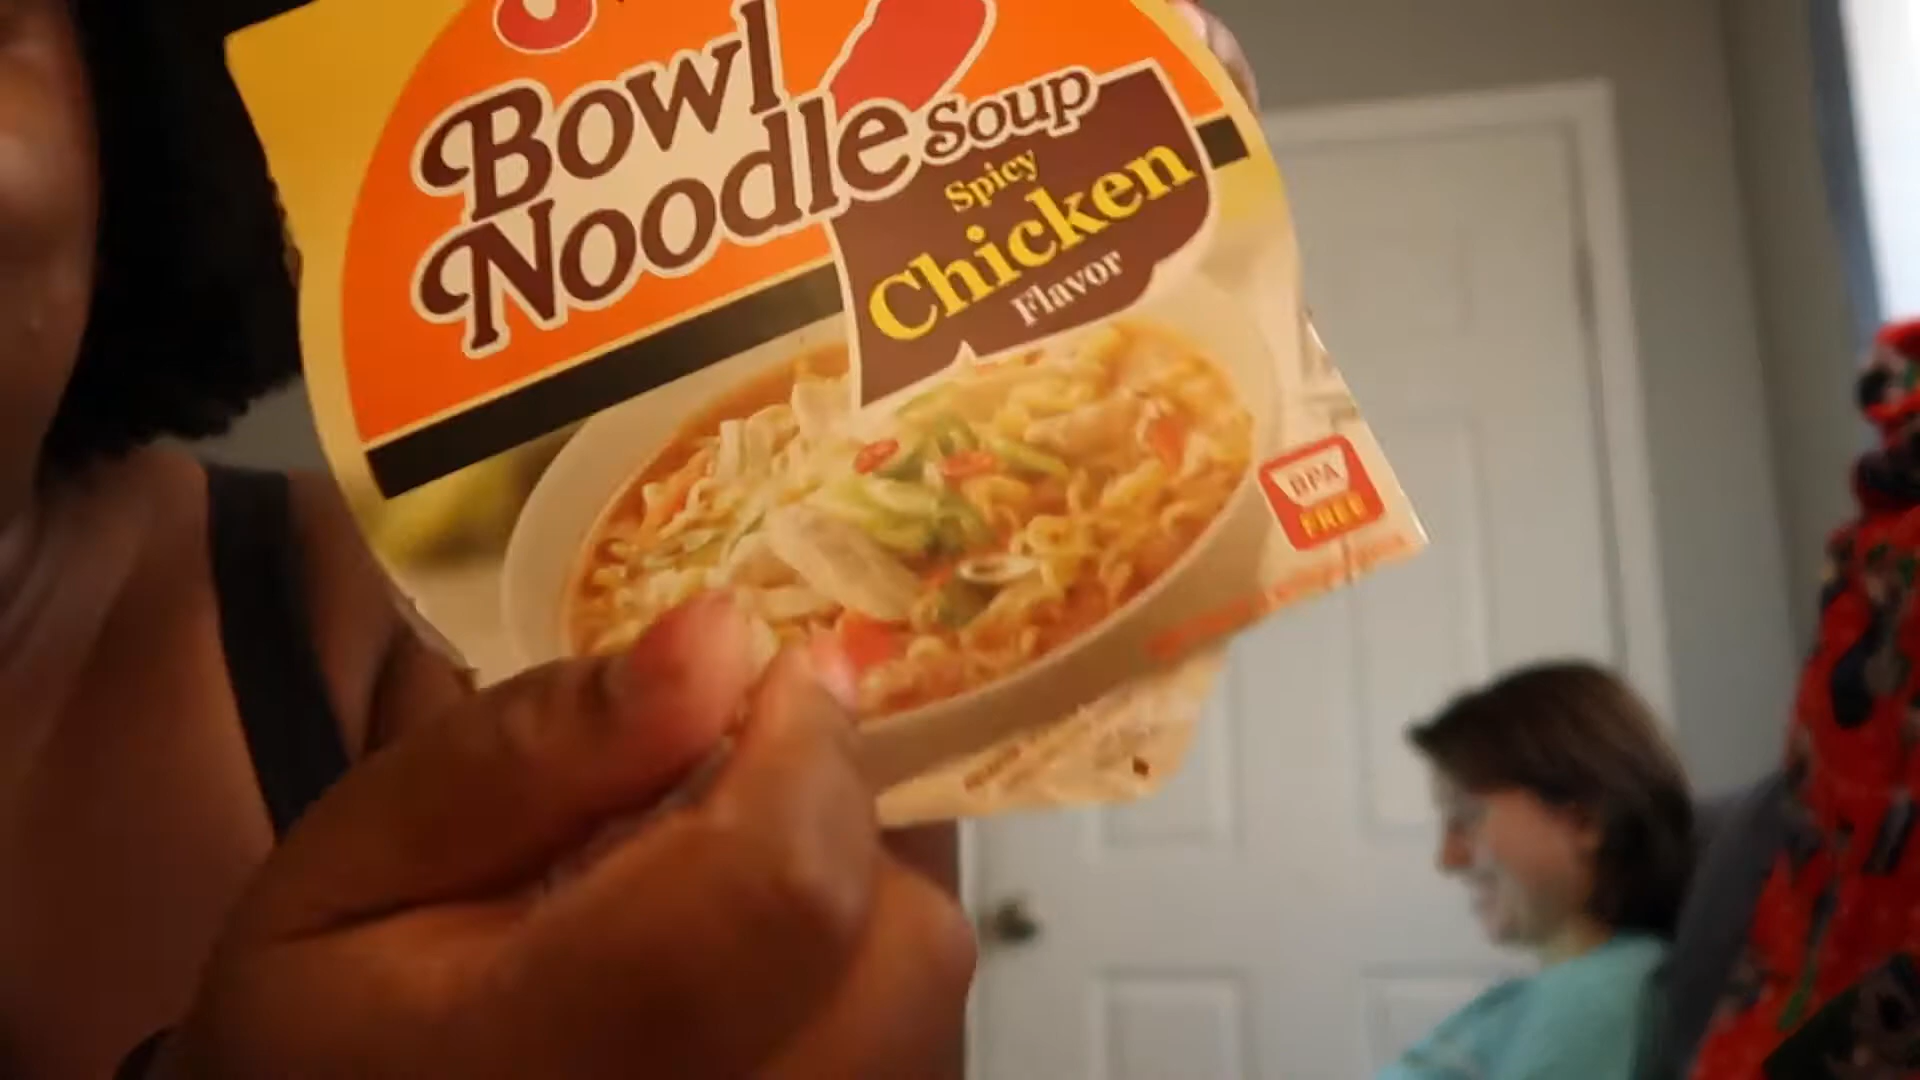 Bowl
Noodle Soup
Spicy
Chicken
Flavor
BPA
FREE